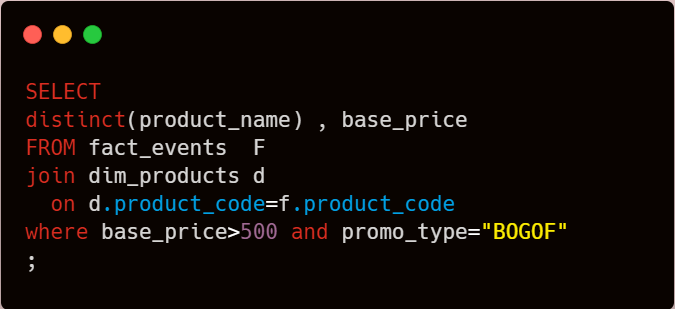 SELECT
distinct(product_name) , base_price
FROM fact_events  F
join dim_products d
  on d.product_code=f.product_code
where base_price>500 and promo_type="BOGOF"
;